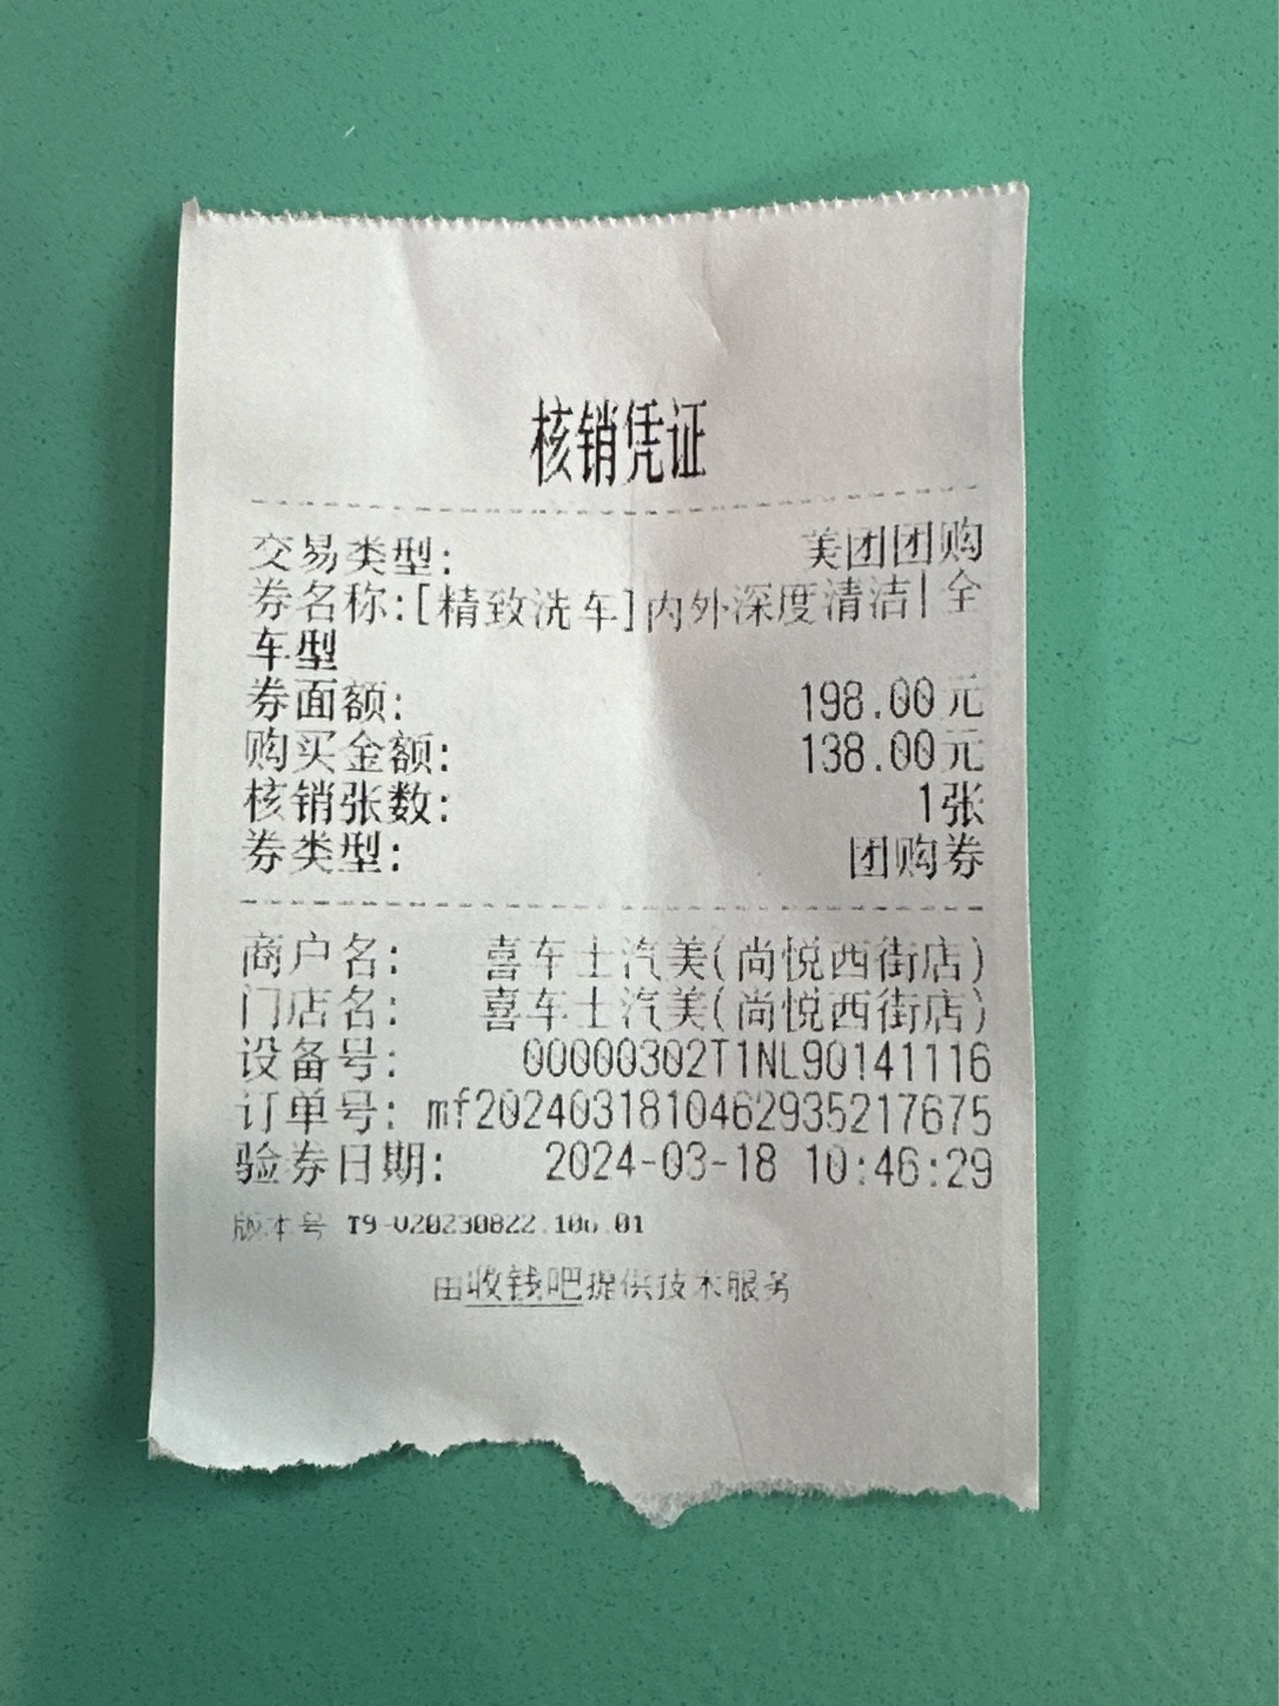 核销凭证
交易类型: 美团团购
券名称:[精致洗车]内外深度清洁|全
车型
券面额: 198.00元
购买金额: 138.00元
核销张数: 1张
券类型: 团购券
商户名: 喜车士汽美(尚悦西街店)
门店名: 喜车士汽美(尚悦西街店)
设备号: 00000302T1NL90141116
订单号: mf2024031810462935217675
验券日期: 2024-03-18 10:46:29
版本号 T9-V20230822.106.01
由收钱吧提供技术服务